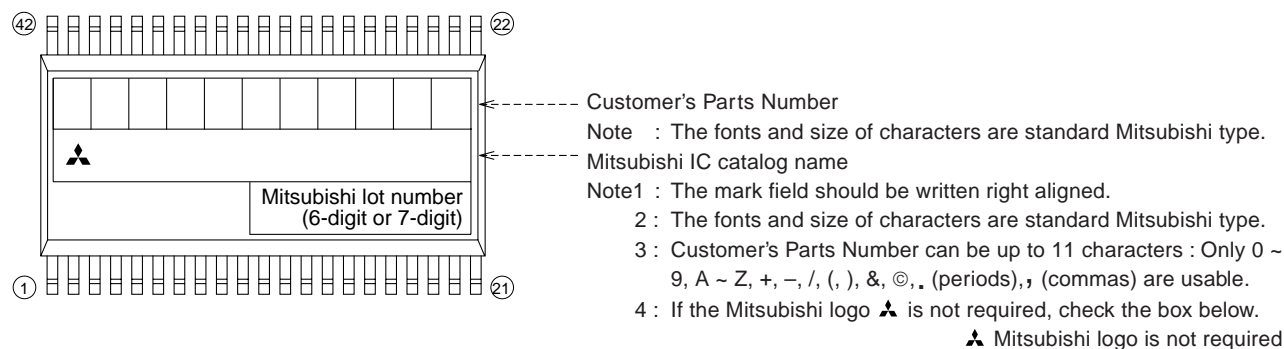 42 22
Customer's Parts Number
Note : The fonts and size of characters are standard Mitsubishi type.
Mitsubishi IC catalog name
Mitsubishi lot number
(6-digit or 7-digit)
Note1 : The mark field should be written right aligned.
2 : The fonts and size of characters are standard Mitsubishi type.
3 : Customer's Parts Number can be up to 11 characters : Only 0 ~
9, A ~ Z, +, –, /, (, ), &, ©, . (periods), , (commas) are usable.
4 : If the Mitsubishi logo is not required, check the box below.
Mitsubishi logo is not required
1 21